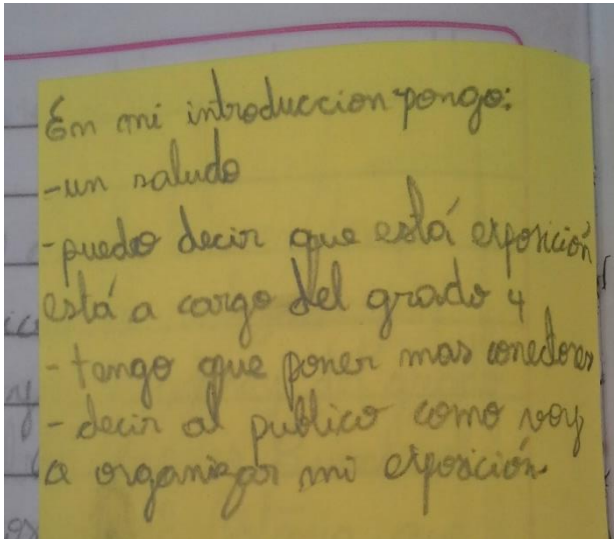 En mi introduccion pongo:
-un saludo
-puedo decir que está exposición
está a cargo del grado 4
-tengo que poner mas conectores
-decir al publico como voy
a organizar mi exposición.